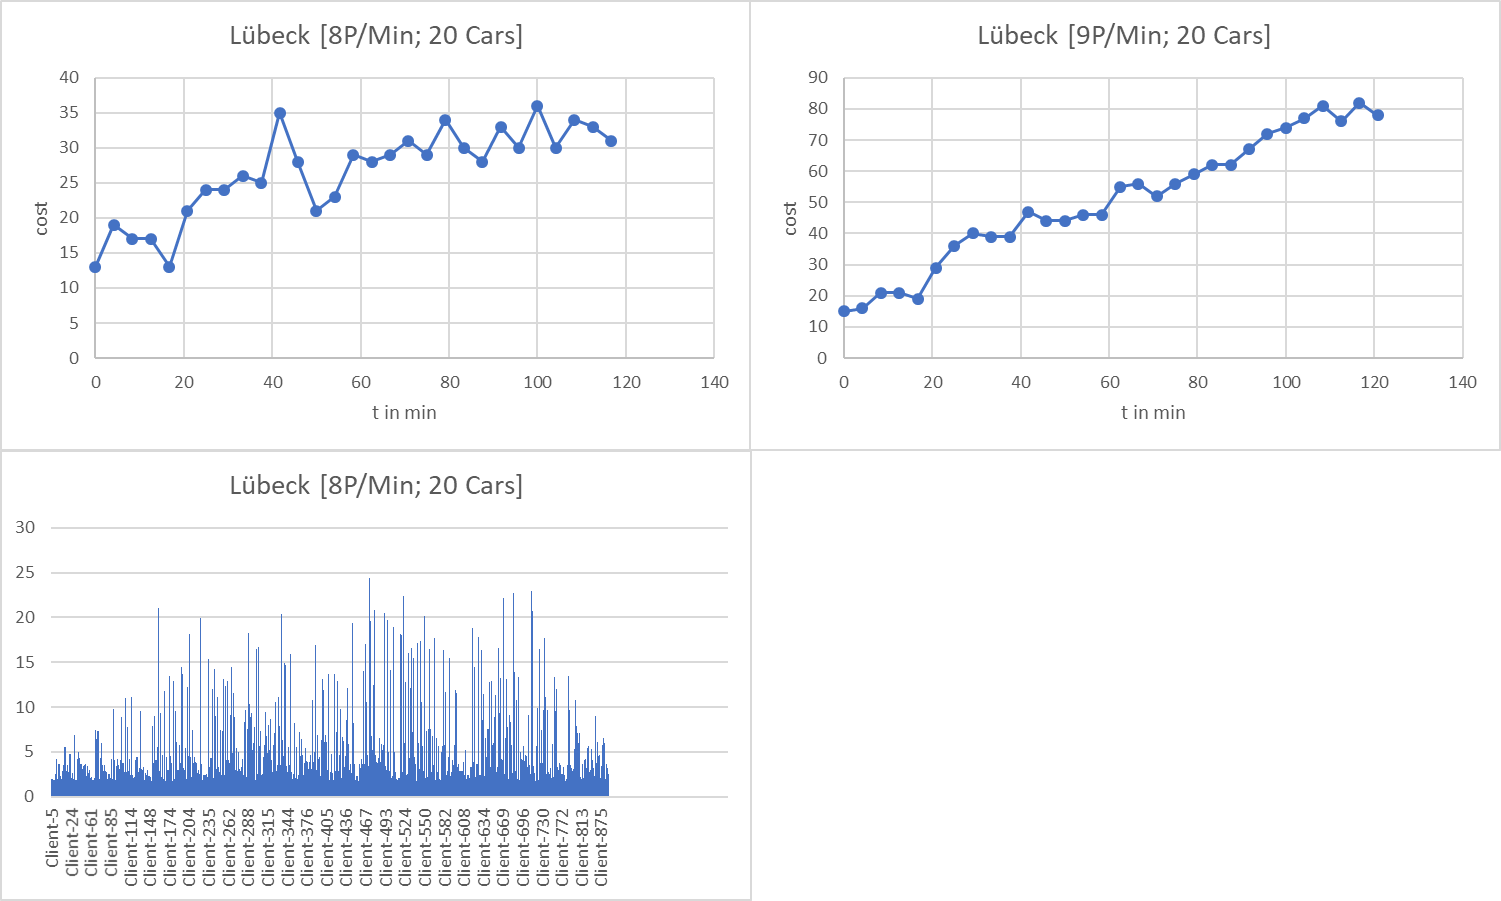 Lübeck [8P/Min; 20 Cars]
40
35
30
25
20
15
10
5
0
cost
0 20 40 60 80 100 120 140
t in min
Lübeck [9P/Min; 20 Cars]
90
80
70
60
50
40
30
20
10
0
cost
0 20 40 60 80 100 120 140
t in min
Lübeck [8P/Min; 20 Cars]
30
25
20
15
10
5
0
Client-5
Client-24
Client-61
Client-85
Client-114
Client-148
Client-174
Client-204
Client-235
Client-262
Client-288
Client-315
Client-344
Client-376
Client-405
Client-436
Client-467
Client-493
Client-524
Client-550
Client-582
Client-608
Client-634
Client-669
Client-696
Client-730
Client-772
Client-813
Client-875